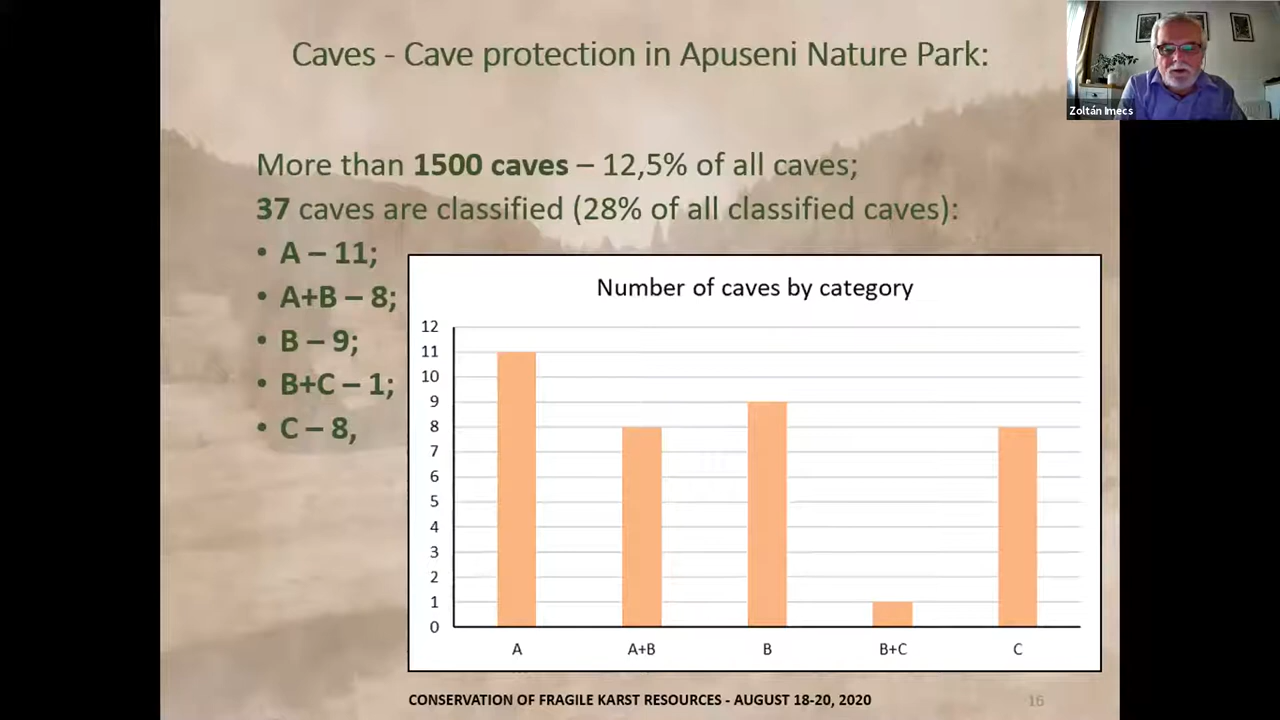 Caves - Cave protection in Apuseni Nature Park:
Zoltán Imecs
More than 1500 caves – 12,5% of all caves;
37 caves are classified (28% of all classified caves):
• A – 11;
• A+B – 8;
• B – 9;
• B+C – 1;
• C – 8,
Number of caves by category
12
11
10
9
8
7
6
5
4
3
2
1
0
A A+B B B+C C
CONSERVATION OF FRAGILE KARST RESOURCES - AUGUST 18-20, 2020
16